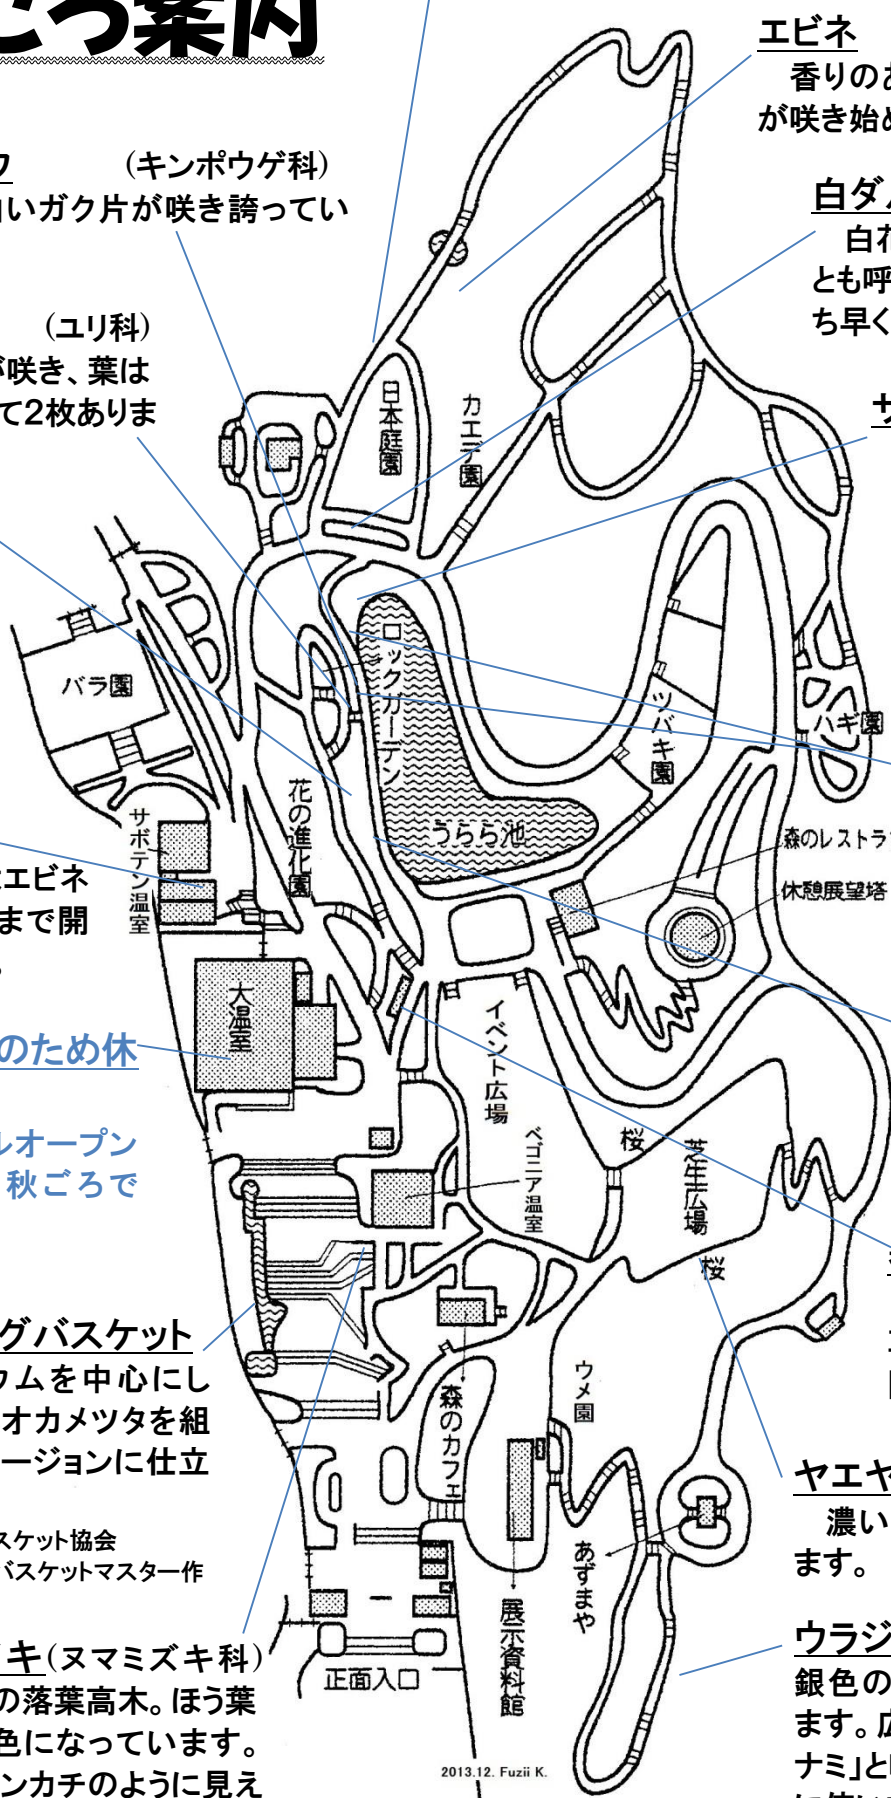 ごろ案内
エビネ
香りのあ
が咲き始め
(キンポウゲ科)
白いガク片が咲き誇ってい
白ダ
白花
とも呼
ち早く
(ユリ科)
が咲き、葉は
て2枚ありま
サ
日本庭園
カエデ園
ロックガーデン
バラ園
ツバキ園
ハギ園
花の進化園
うらら池
サボテン温室
森のレストラ
休憩展望塔
エビネ
まで開
大温室
のため休
イベント広場
ルオープン
秋ごろで
ベゴニア温室
桜
芝生広場
桜
グバスケット
ウムを中心にし
オカメツタを組
ージョンに仕立
スケット協会
バスケットマスター作
森のカフェ
ウメ園
ヤエヤ
濃い
ます。
あずまや
展示資料館
キ(ヌマミズキ科)
の落葉高木。ほう葉
色になっています。
ンカチのように見え
正面入口
ウラジ
銀色の
ます。広
ナミ」と
2013.12. Fuzii K.